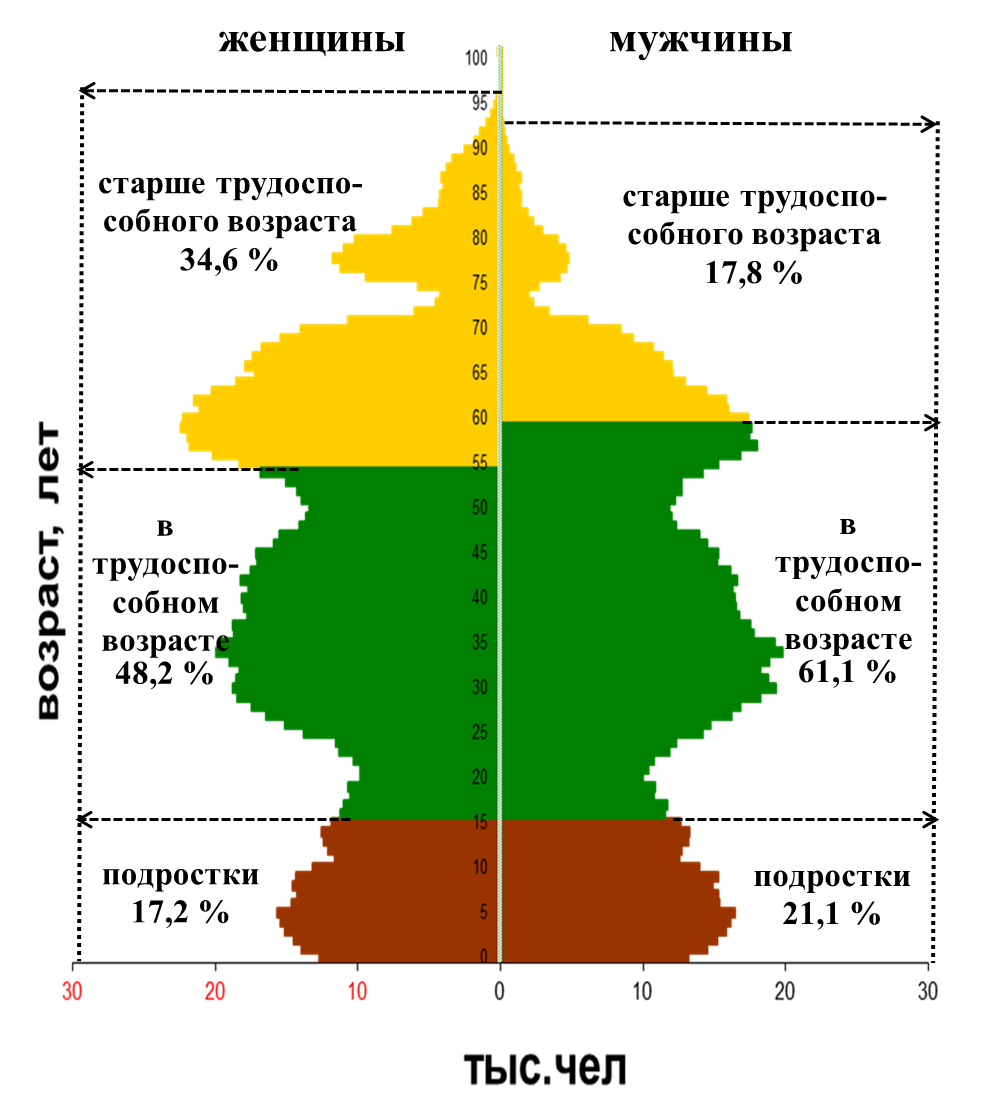 женщины
мужчины
100
95
90
85
80
75
70
65
60
55
50
45
40
35
30
25
20
15
10
5
0
старше трудоспо-
собного возраста
34,6 %
старше трудоспо-
собного возраста
17,8 %
возраст, лет
в
трудоспо-
собном
возрасте
48,2 %
в
трудоспо-
собном
возрасте
61,1 %
подростки
17,2 %
подростки
21,1 %
30
20
10
0
10
20
30
тыс.чел